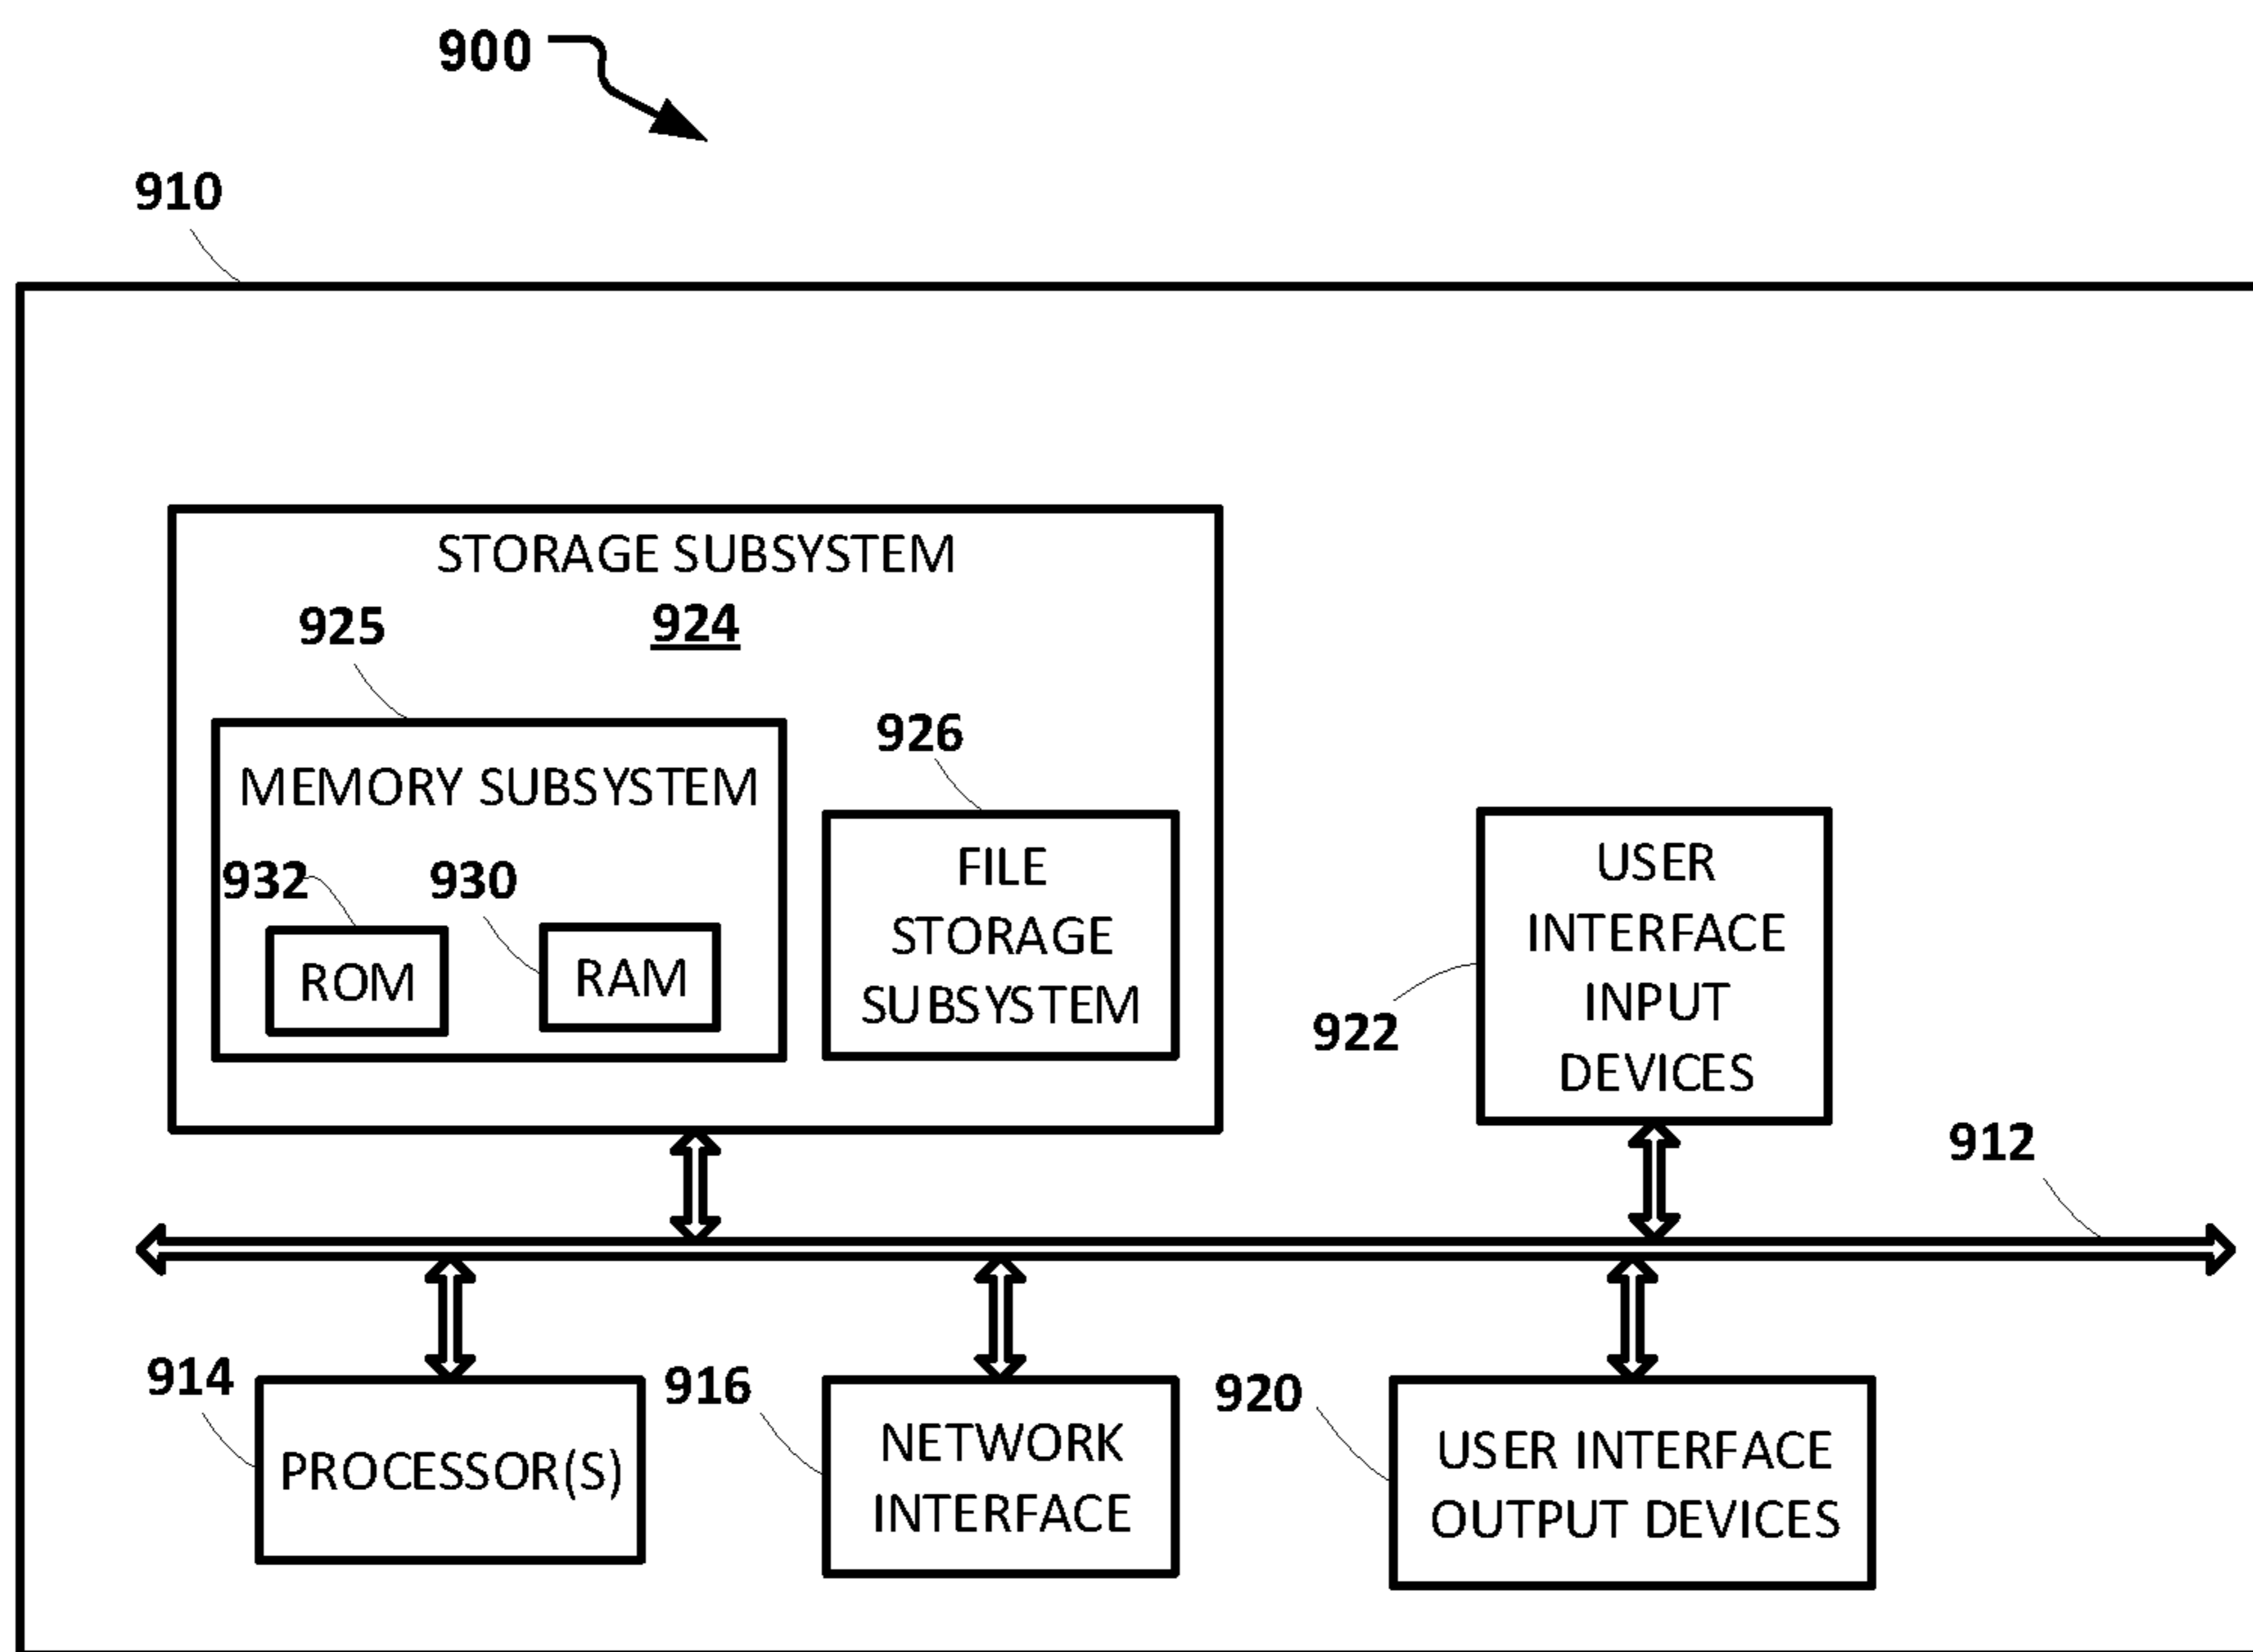 900
910
STORAGE SUBSYSTEM
925
924
MEMORY SUBSYSTEM
932
930
ROM
RAM
926
FILE
STORAGE
SUBSYSTEM
922
USER
INTERFACE
INPUT
DEVICES
912
914
PROCESSOR(S)
916
NETWORK
INTERFACE
920
USER INTERFACE
OUTPUT DEVICES